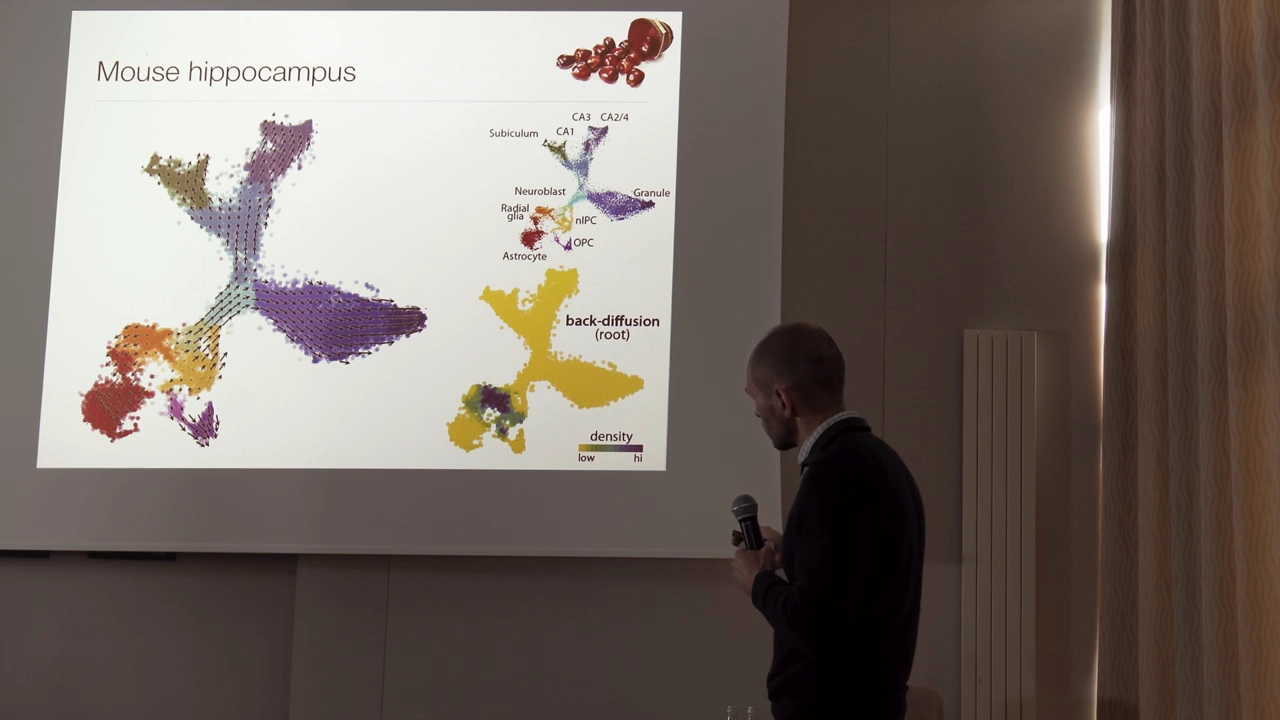 Mouse hippocampus
CA3 CA2/4
Subiculum CA1
Neuroblast Granule
Radial
glia
nIPC
OPC
Astrocyte
back-diffusion
(root)
density
low hi